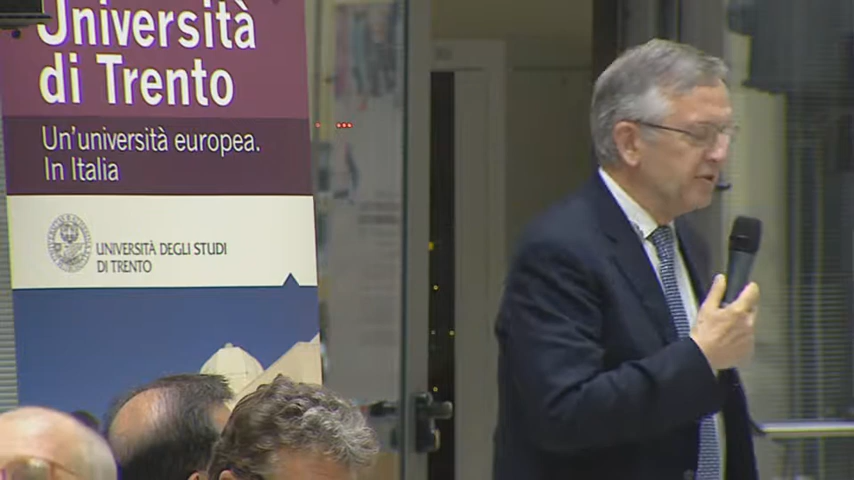 Università
di Trento
Un'università europea.
In Italia
UNIVERSITÀ DEGLI STUDI
DI TRENTO